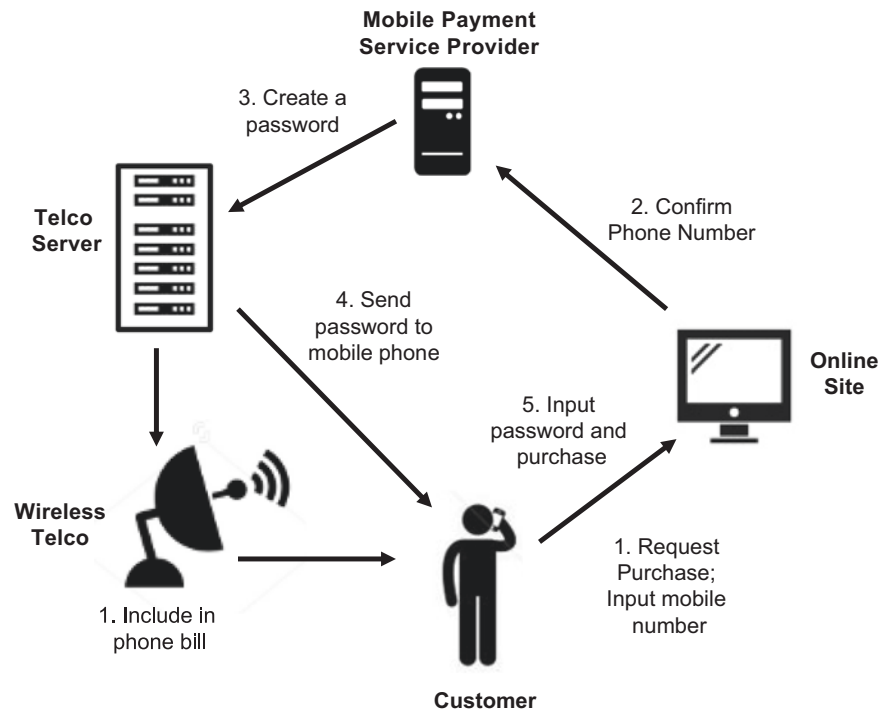 Mobile Payment
Service Provider
3. Create a
password
Telco
Server
2. Confirm
Phone Number
4. Send
password to
mobile phone
Online
Site
5. Input
password and
purchase
Wireless
Telco
1. Include in
phone bill
1. Request
Purchase;
Input mobile
number
Customer